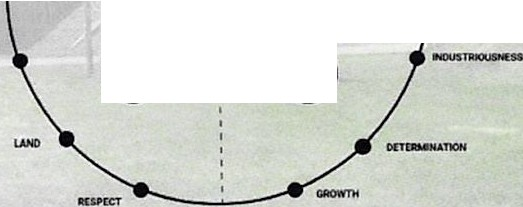 INDUSTRIOUSNESS
LAND
DETERMINATION
RESPECT
GROWTH